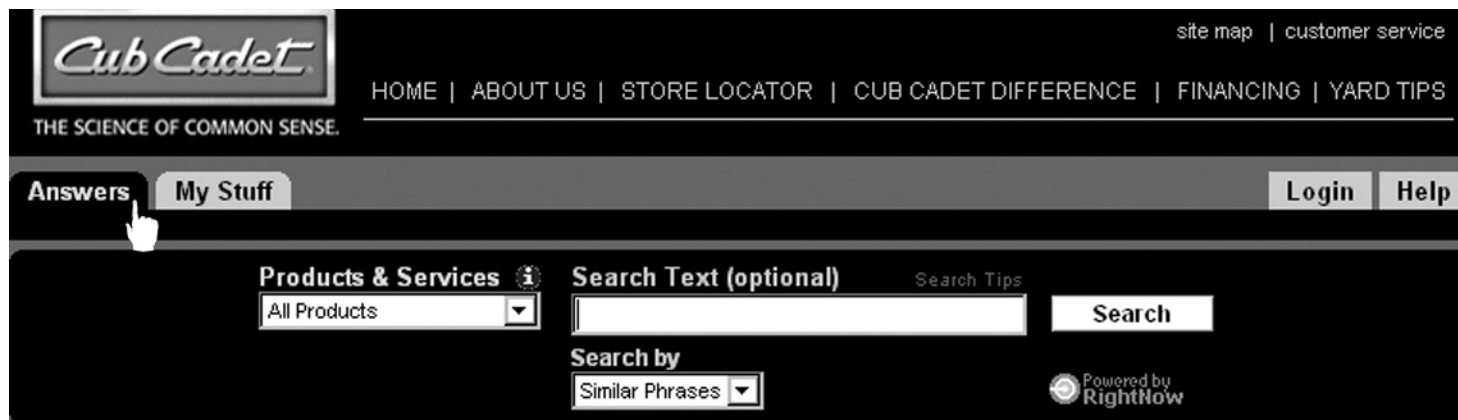 Cub Cadet.
THE SCIENCE OF COMMON SENSE.
site map | customer service
HOME | ABOUT US | STORE LOCATOR | CUB CADET DIFFERENCE | FINANCING | YARD TIPS
Answers My Stuff Login Help
Products & Services i Search Text (optional) Search Tips
All Products Search
Search by
Similar Phrases
Powered by
RightNow